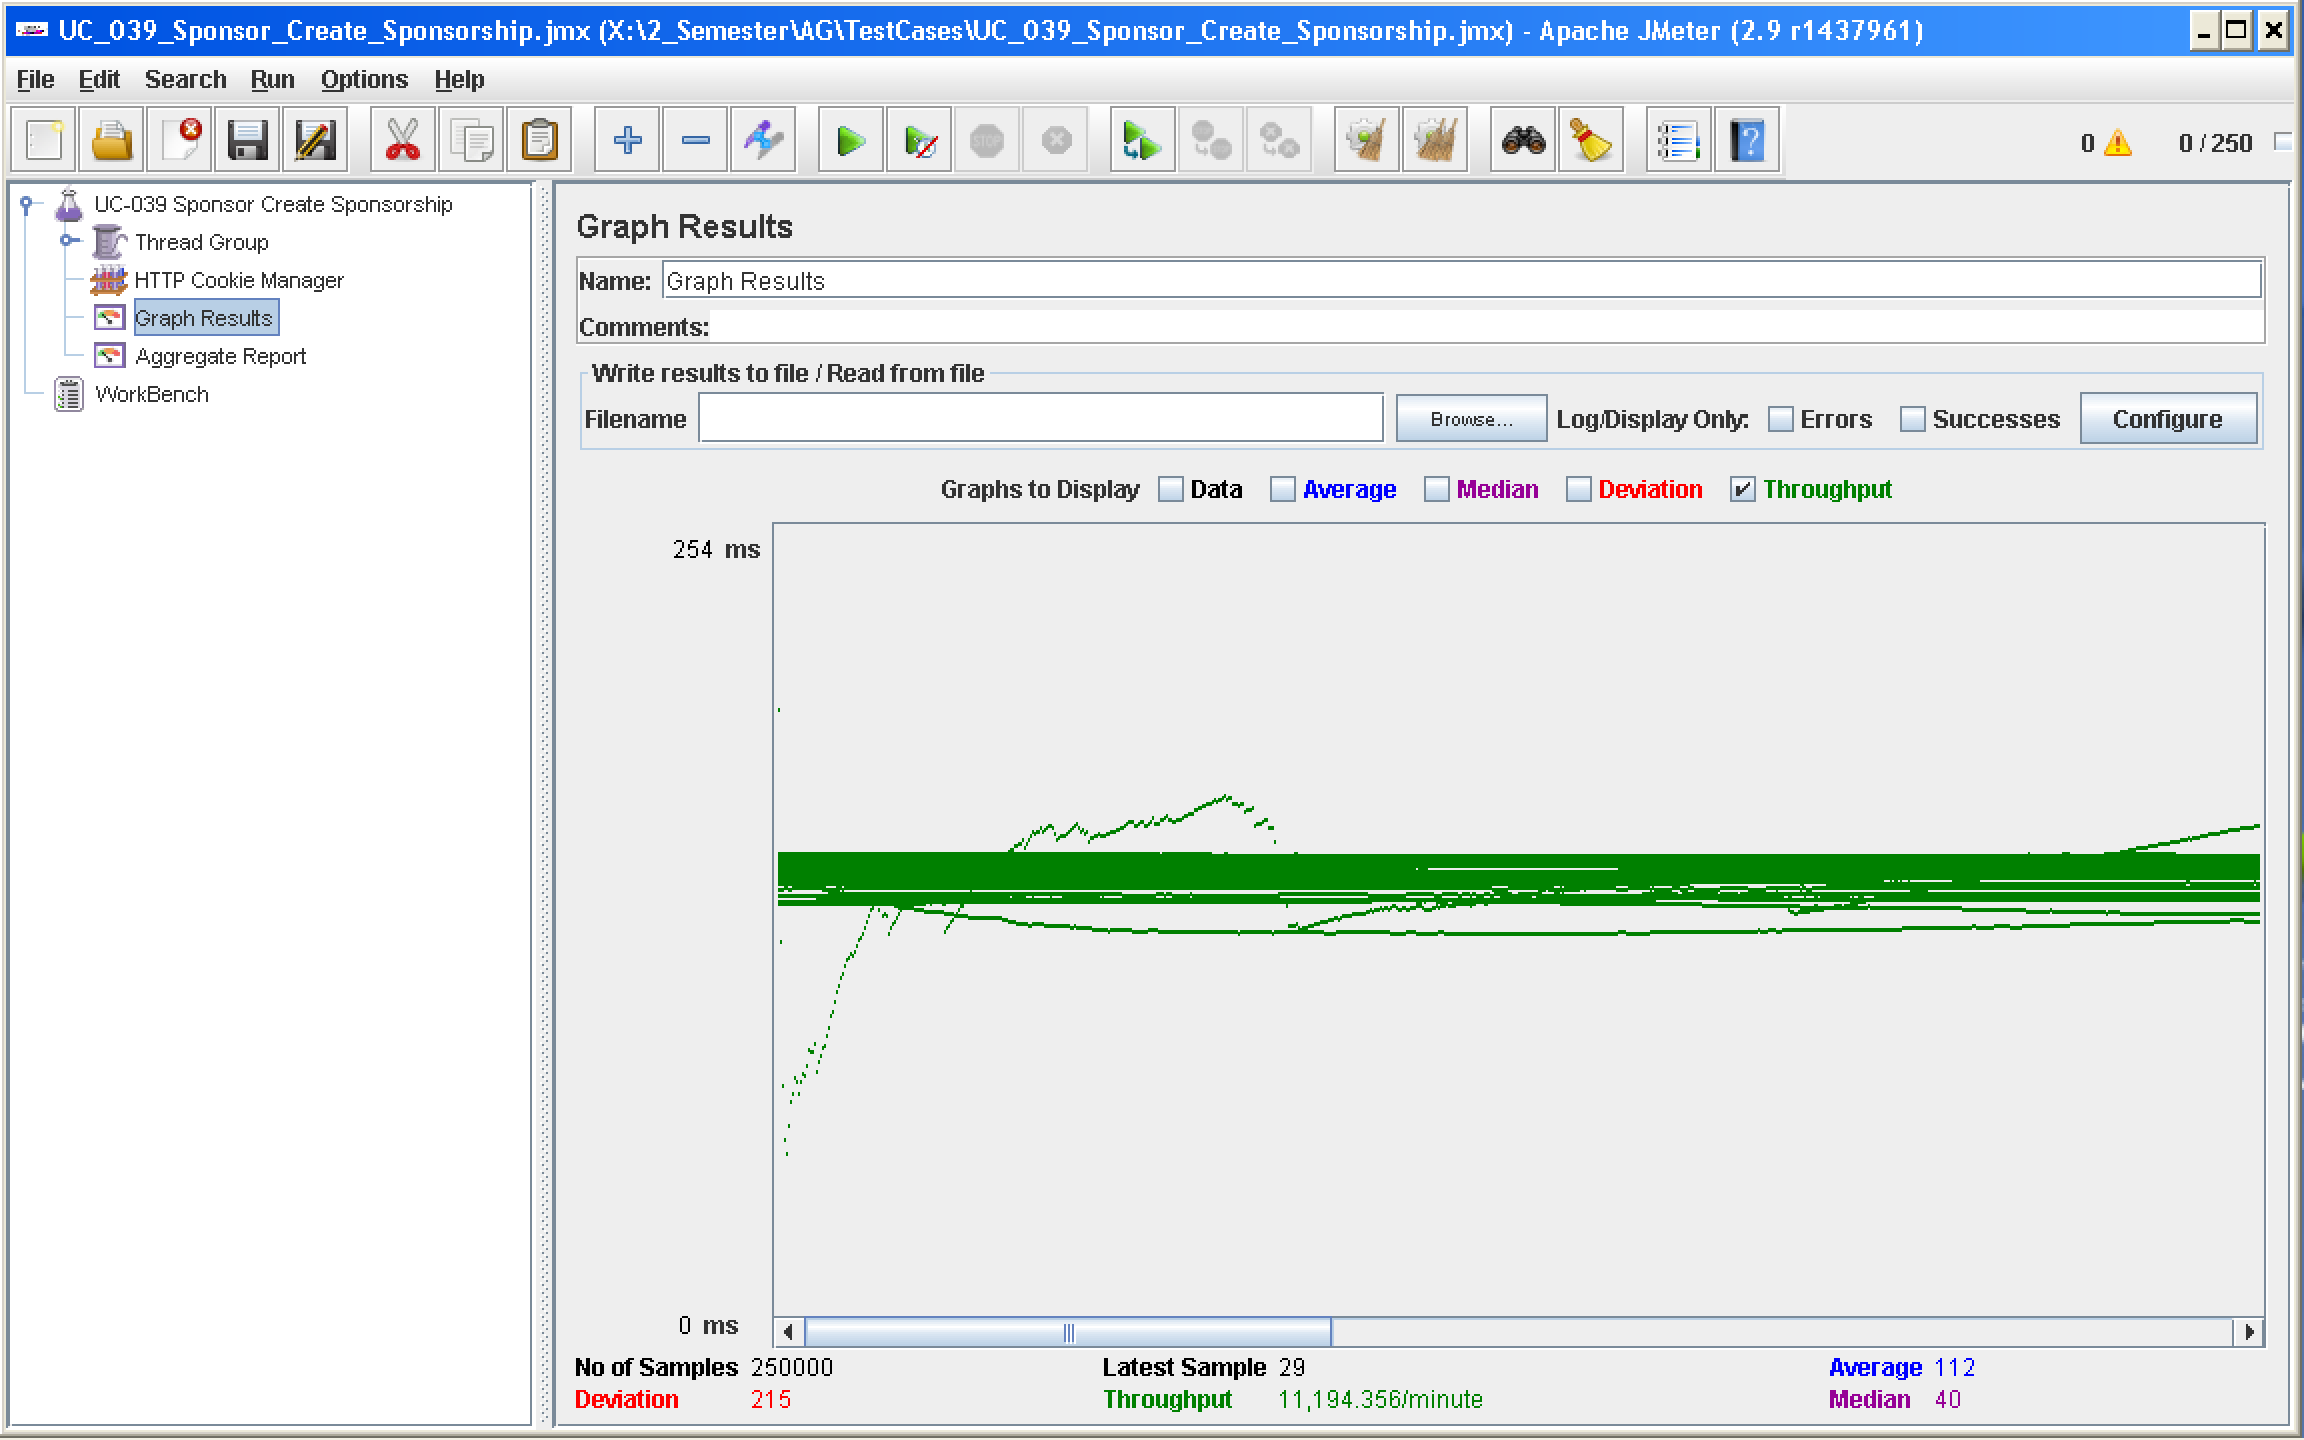 UC_039_Sponsor_Create_Sponsorship.jmx (X:\2_Semester\AG\TestCases\UC_039_Sponsor_Create_Sponsorship.jmx) - Apache JMeter (2.9 r1437961)
File Edit Search Run Options Help
STOP
0 0 / 250
UC-039 Sponsor Create Sponsorship
Thread Group
HTTP Cookie Manager
Graph Results
Aggregate Report
WorkBench
Graph Results
Name: Graph Results
Comments:
Write results to file / Read from file
Filename Browse... Log/Display Only: Errors Successes Configure
Graphs to Display Data Average Median Deviation Throughput
254 ms
0 ms
No of Samples 250000 Latest Sample 29 Average 112
Deviation 215 Throughput 11,194.356/minute Median 40